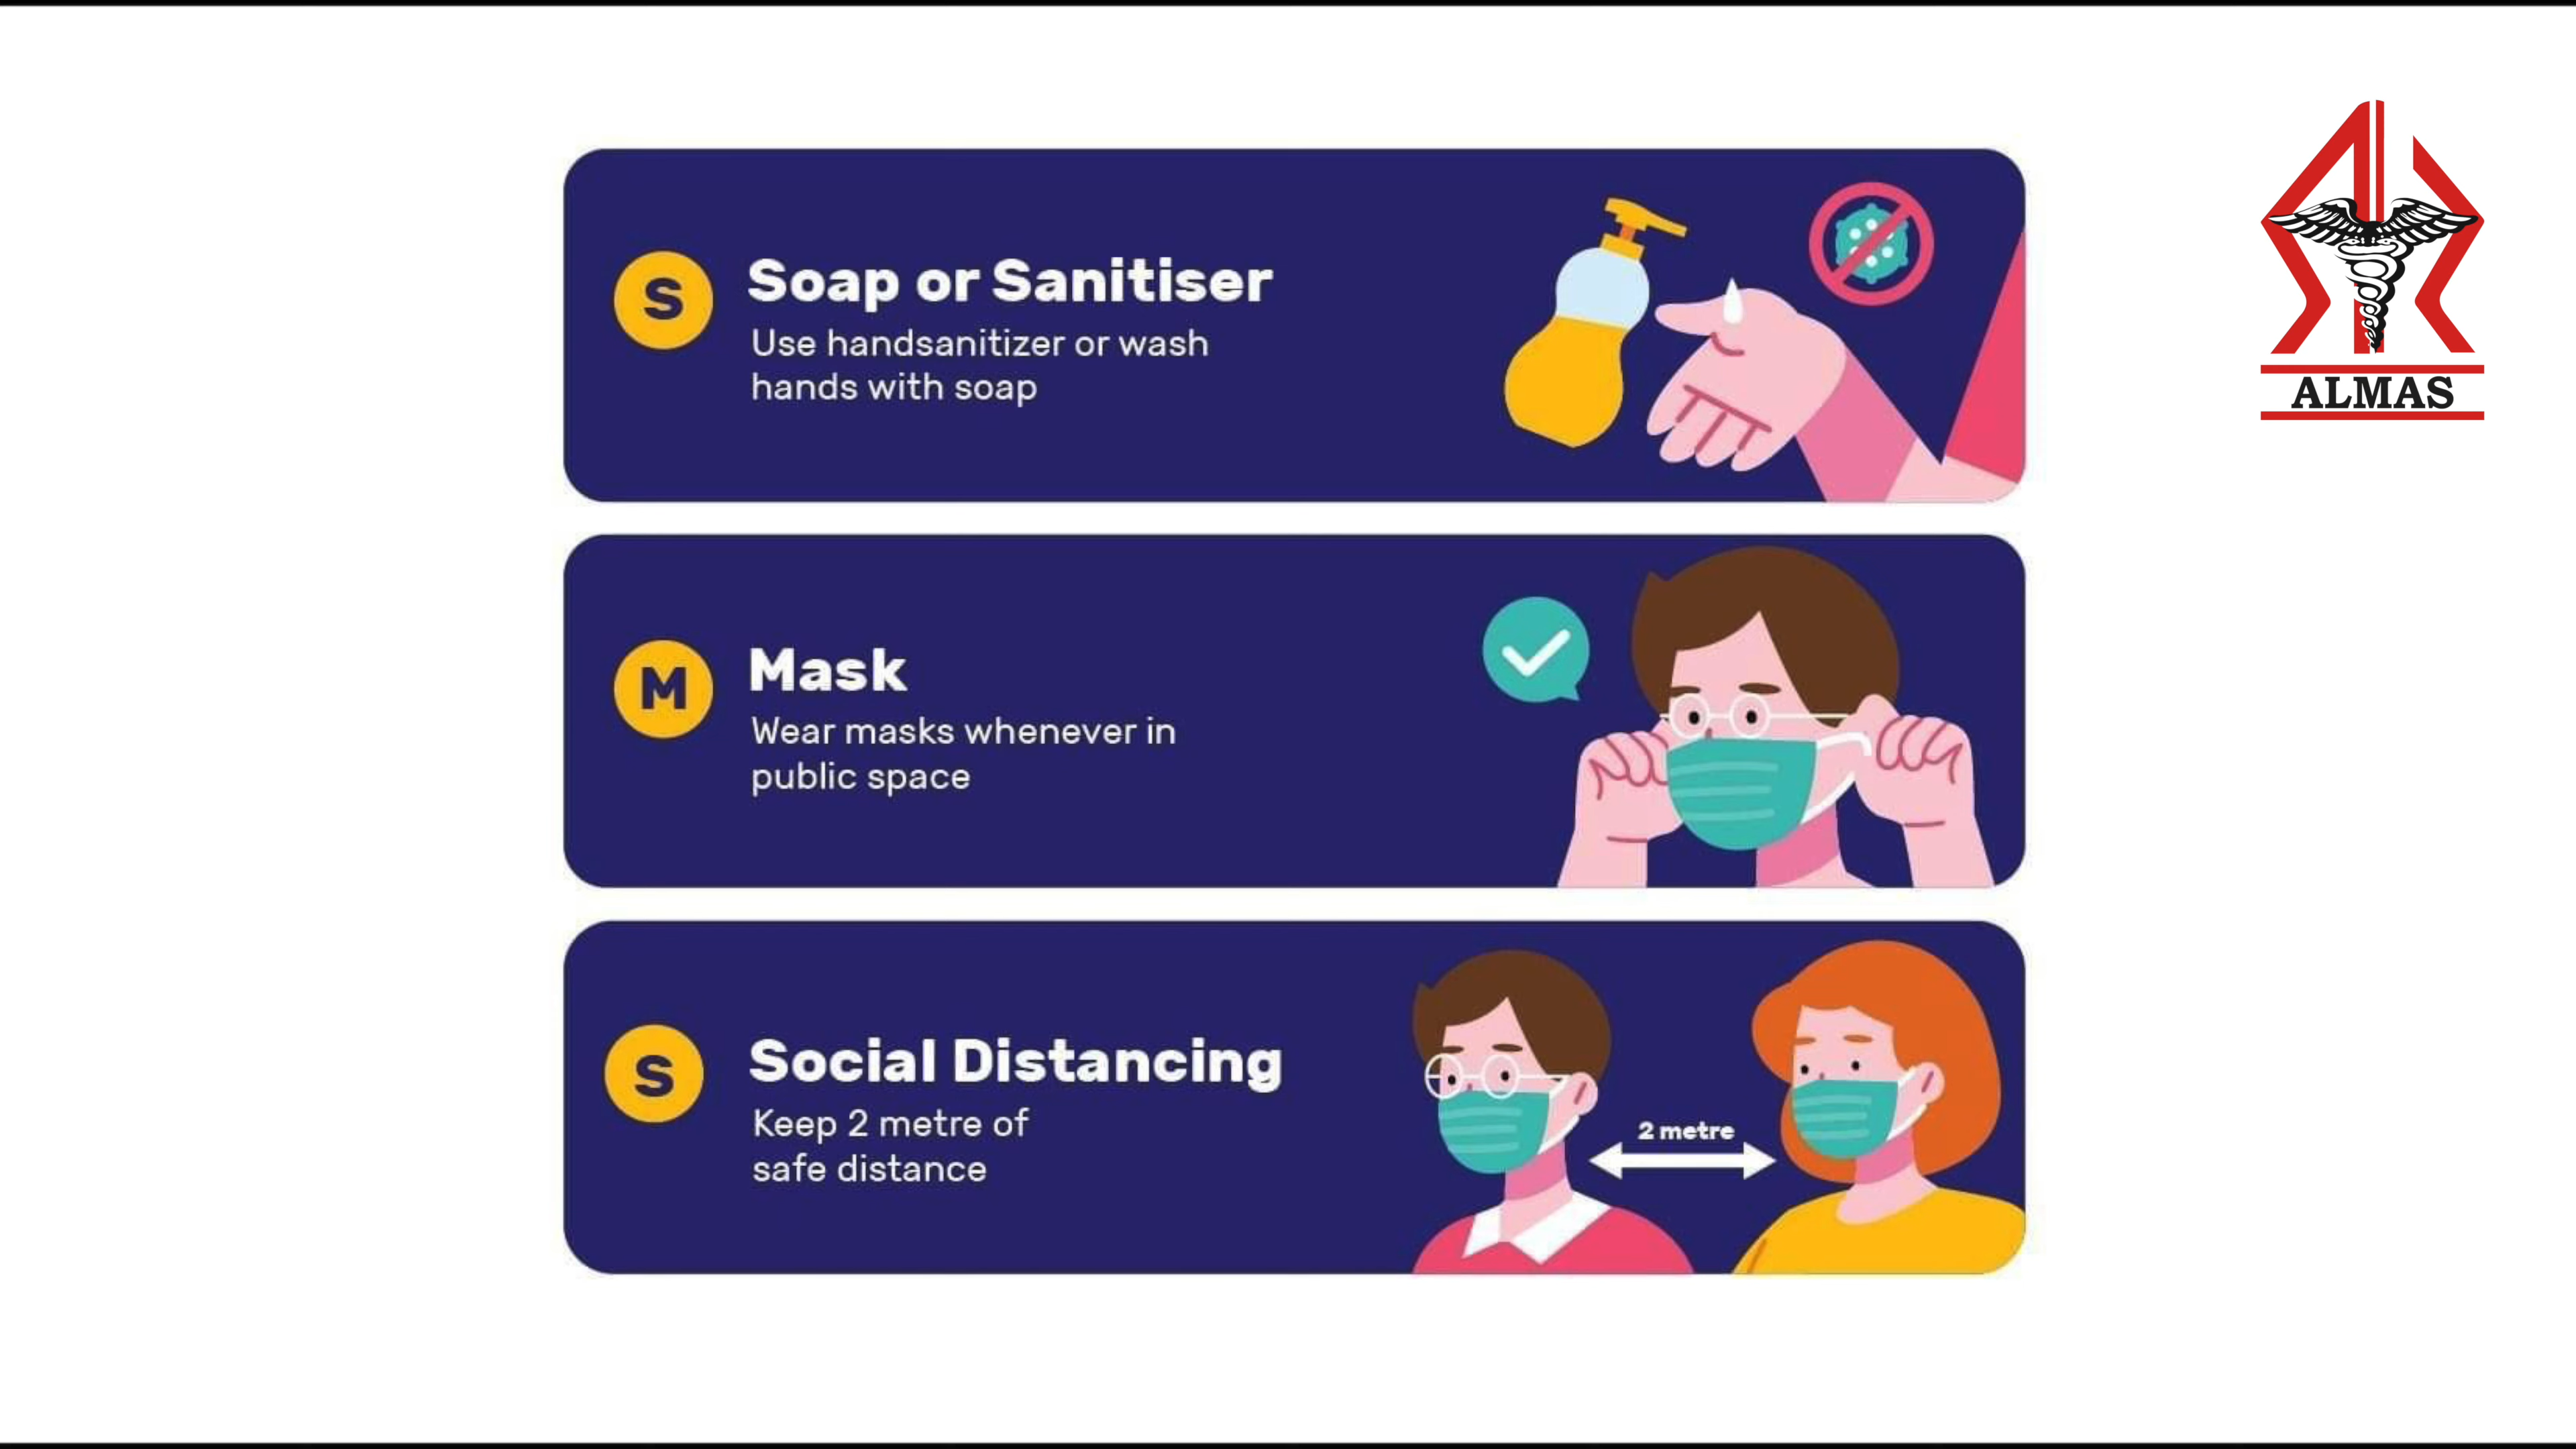 S
Soap or Sanitiser
Use handsanitizer or wash
hands with soap
M
Mask
Wear masks whenever in
public space
S
Social Distancing
Keep 2 metre of
safe distance
2 metre
ALMAS